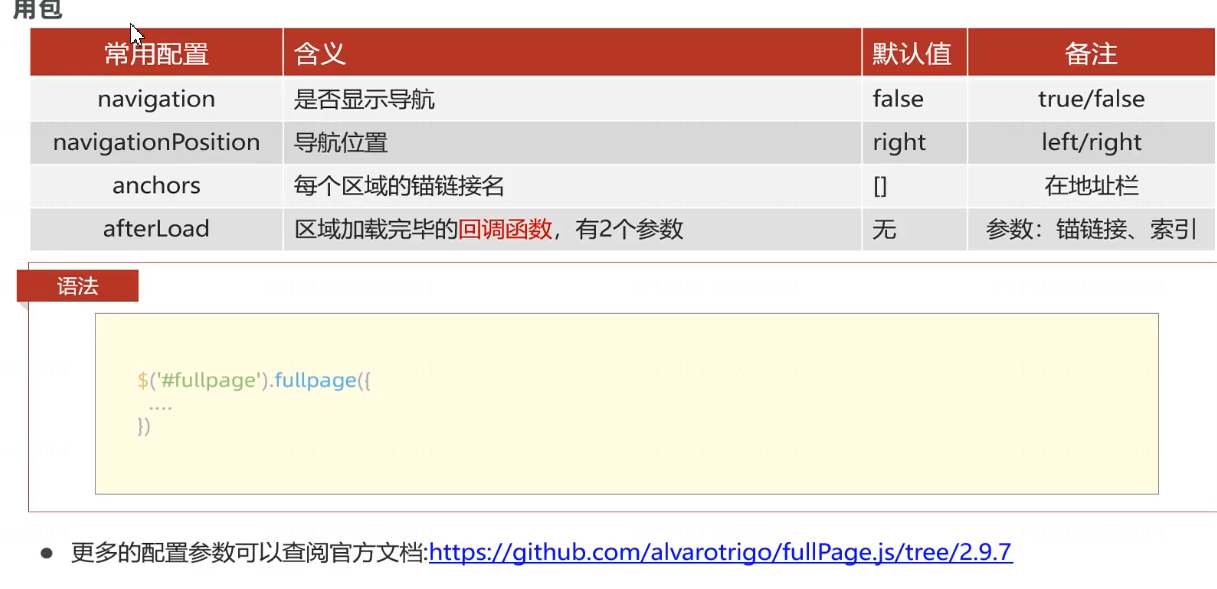 用包
常用配置 含义 默认值 备注
navigation 是否显示导航 false true/false
navigationPosition 导航位置 right left/right
anchors 每个区域的锚链接名 [] 在地址栏
afterLoad 区域加载完毕的回调函数，有2个参数 无 参数：锚链接、索引
语法
$('#fullpage').fullpage({
....
})
● 更多的配置参数可以查阅官方文档:https://github.com/alvarotrigo/fullPage.js/tree/2.9.7